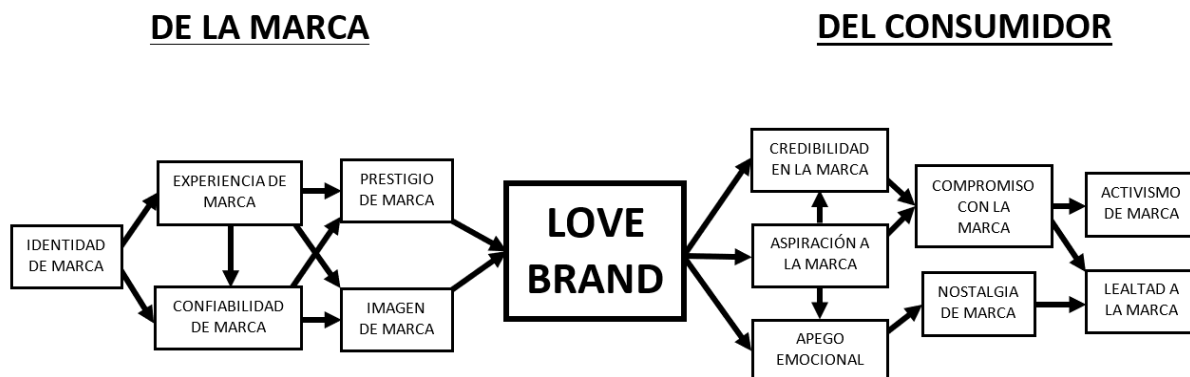 DE LA MARCA
DEL CONSUMIDOR
IDENTIDAD
DE MARCA
EXPERIENCIA DE
MARCA
CONFIABILIDAD
DE MARCA
PRESTIGIO
DE MARCA
IMAGEN
DE MARCA
LOVE
BRAND
CREDIBILIDAD
EN LA MARCA
ASPIRACIÓN A
LA MARCA
APEGO
EMOCIONAL
COMPROMISO
CON LA
MARCA
NOSTALGIA
DE MARCA
ACTIVISMO
DE MARCA
LEALTAD A
LA MARCA